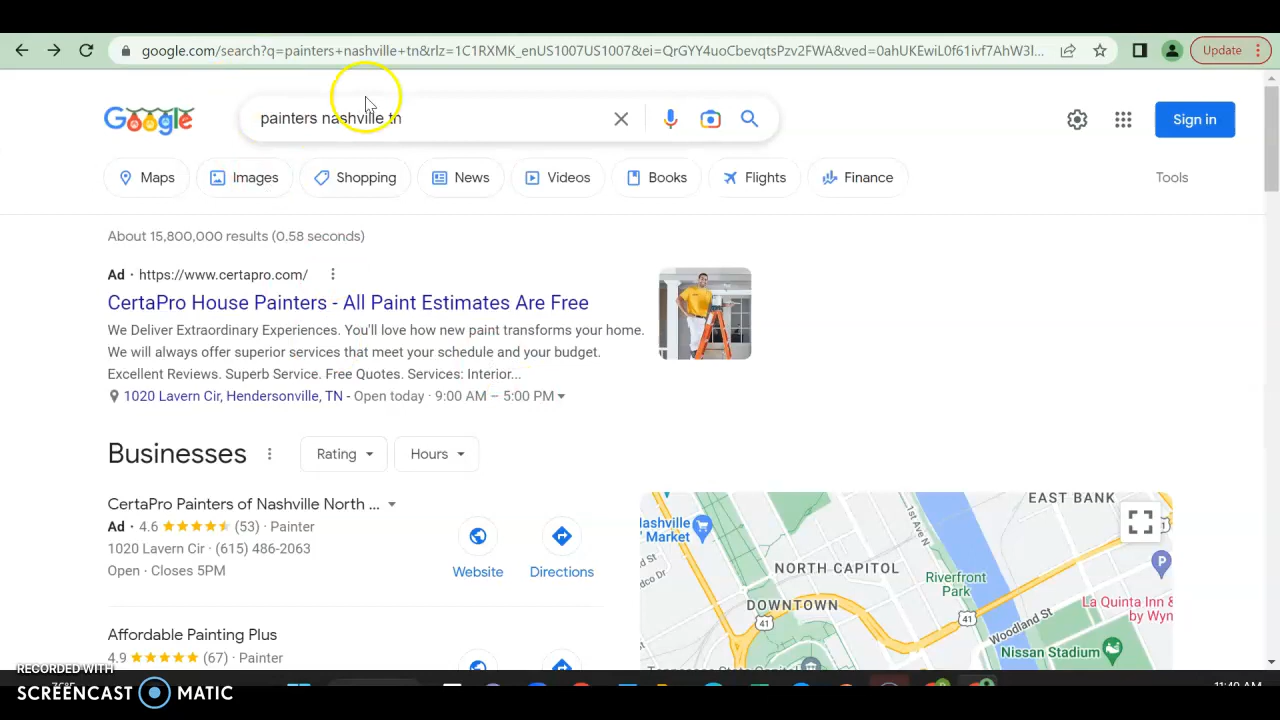 google.com/search?q=painters+nashville+tn&rlz=1C1RXMK_enUS1007US1007&ei=QrGYY4uoCbevqtsPzv2FWA&ved=0ahUKEwiL0f61ivf7AhW3l...
Update
Google
painters nashville tn
Sign in
Maps
Images
Shopping
News
Videos
Books
Flights
Finance
Tools
About 15,800,000 results (0.58 seconds)
Ad · https://www.certapro.com/
CertaPro House Painters - All Paint Estimates Are Free
We Deliver Extraordinary Experiences. You'll love how new paint transforms your home.
We will always offer superior services that meet your schedule and your budget.
Excellent Reviews. Superb Service. Free Quotes. Services: Interior...
1020 Lavern Cir, Hendersonville, TN - Open today · 9:00 AM – 5:00 PM
Businesses
Rating
Hours
CertaPro Painters of Nashville North ...
Ad · 4.6 (53) · Painter
1020 Lavern Cir · (615) 486-2063
Open · Closes 5PM
Website
Directions
Affordable Painting Plus
4.9 (67) · Painter
EAST BANK
Market
NORTH CAPITOL
1st Ave N
Riverfront
Park
P
La Quinta Inn &
by Wyn
DOWNTOWN
41
41
Woodland St
Nissan Stadium
RECORDED WITH
SCREENCAST MATIC